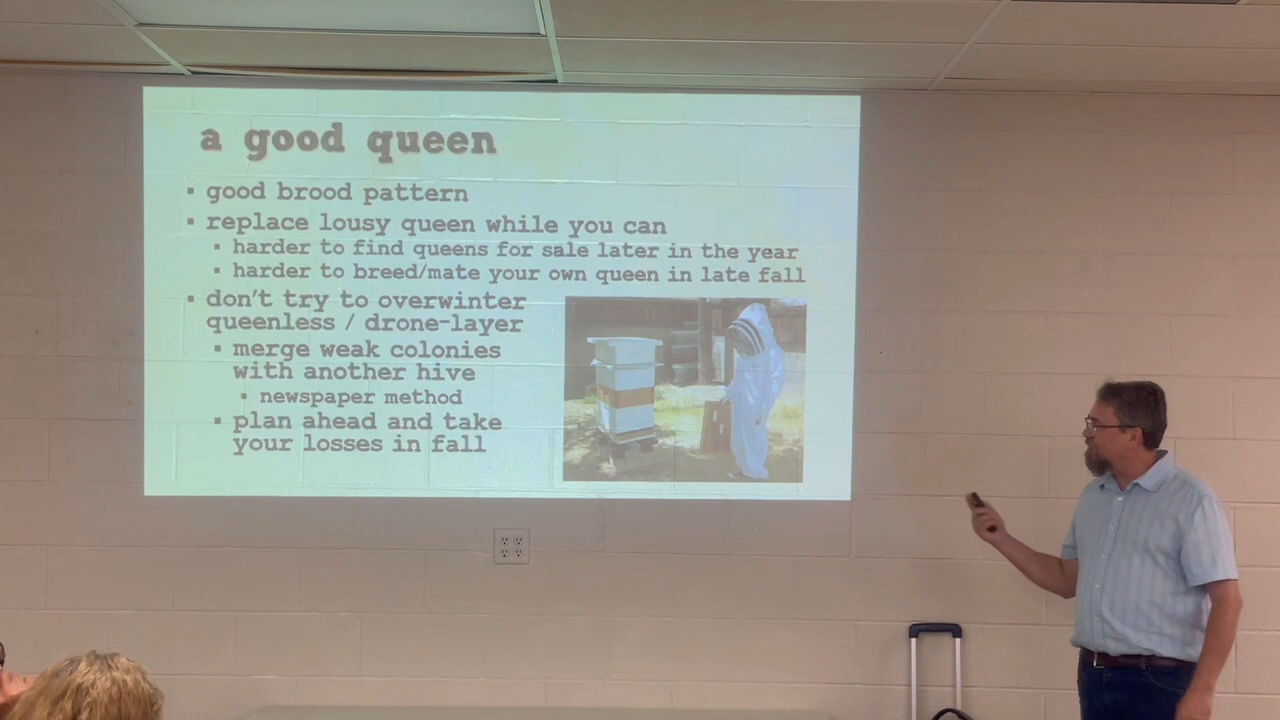 a good queen
▪ good brood pattern
▪ replace lousy queen while you can
▪ harder to find queens for sale later in the year
▪ harder to breed/mate your own queen in late fall
▪ don't try to overwinter
queenless / drone-layer
▪ merge weak colonies
with another hive
▪ newspaper method
▪ plan ahead and take
your losses in fall